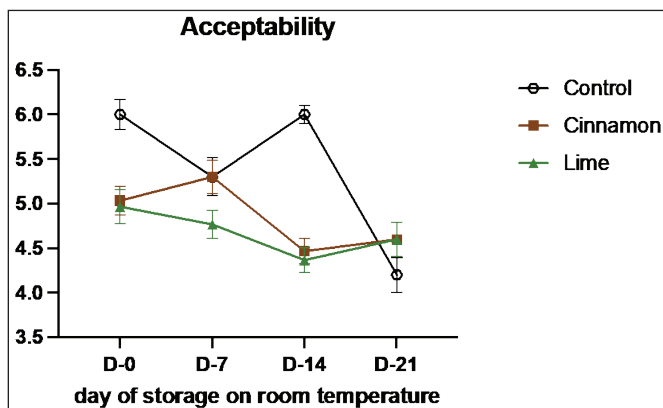 Acceptability
6.5
6.0
5.5
5.0
4.5
4.0
3.5
D-0 D-7 D-14 D-21
day of storage on room temperature
Control
Cinnamon
Lime